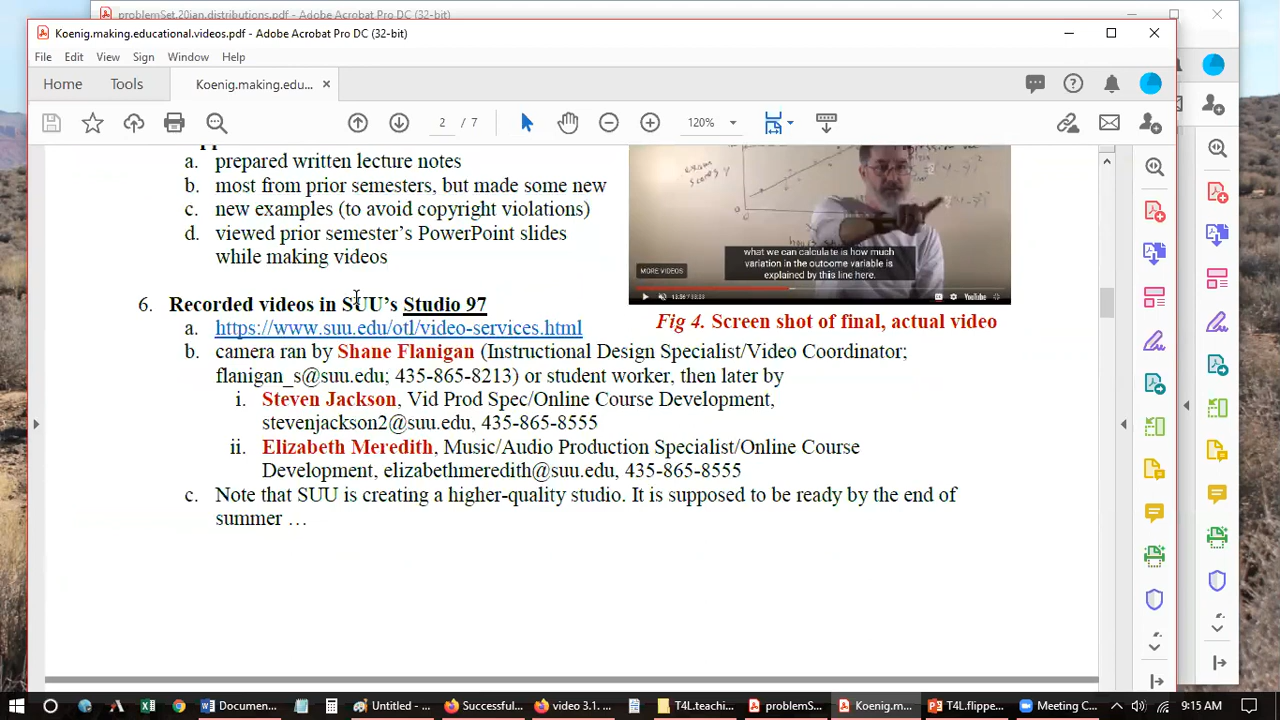 problemSet.20ian.distributions.pdf - Adobe Acrobat Pro DC (32-bit)
Koenig.making.educational.videos.pdf - Adobe Acrobat Pro DC (32-bit)
File Edit View Sign Window Help
Home Tools Koenig.making.edu...
2 / 7 120%
a. prepared written lecture notes
b. most from prior semesters, but made some new
c. new examples (to avoid copyright violations)
d. viewed prior semester's PowerPoint slides
while making videos
what we can calculate is how much
variation in the outcome variable is
explained by this line here.
MORE VIDEOS
YouTube
Fig 4. Screen shot of final, actual video
6. Recorded videos in SUU's Studio 97
a. https://www.suu.edu/otl/video-services.html
b. camera ran by Shane Flanigan (Instructional Design Specialist/Video Coordinator;
flanigan_s@suu.edu; 435-865-8213) or student worker, then later by
i. Steven Jackson, Vid Prod Spec/Online Course Development,
stevenjackson2@suu.edu, 435-865-8555
ii. Elizabeth Meredith, Music/Audio Production Specialist/Online Course
Development, elizabethmeredith@suu.edu, 435-865-8555
c. Note that SUU is creating a higher-quality studio. It is supposed to be ready by the end of
summer …
Documen... Untitled - ... Successful... video 3.1. ... T4L.teachi... problemS... Koenig.m... T4L.flippe... Meeting C... 9:15 AM